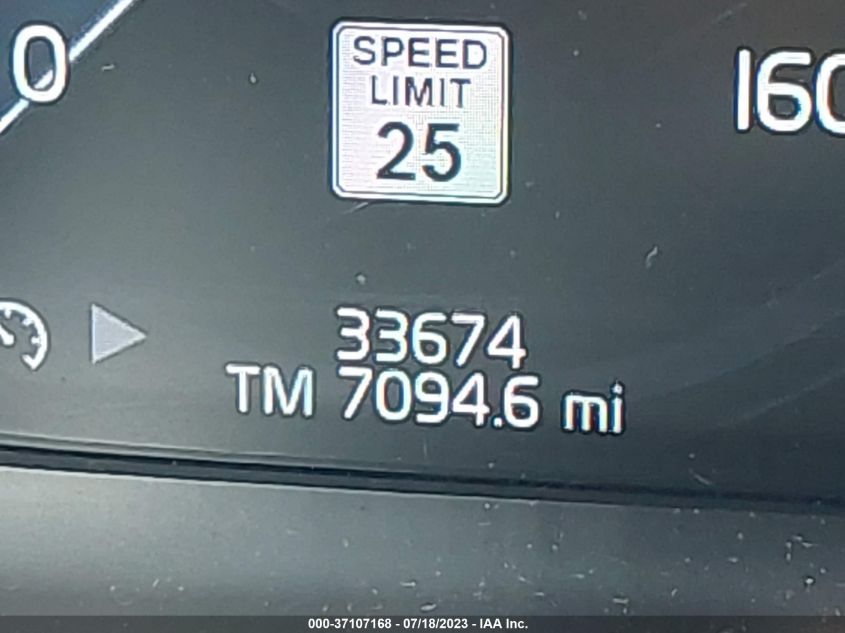 0
SPEED
LIMIT
25
160
33674
TM 7094.6 mi
000-37107168 - 07/18/2023 - IAA Inc.